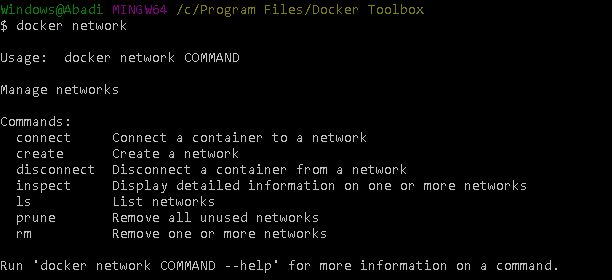 Windows@Abadi MINGW64 /c/Program Files/Docker Toolbox
$ docker network

Usage:  docker network COMMAND

Manage networks

Commands:
  connect     Connect a container to a network
  create      Create a network
  disconnect  Disconnect a container from a network
  inspect     Display detailed information on one or more networks
  ls          List networks
  prune       Remove all unused networks
  rm          Remove one or more networks

Run 'docker network COMMAND --help' for more information on a command.